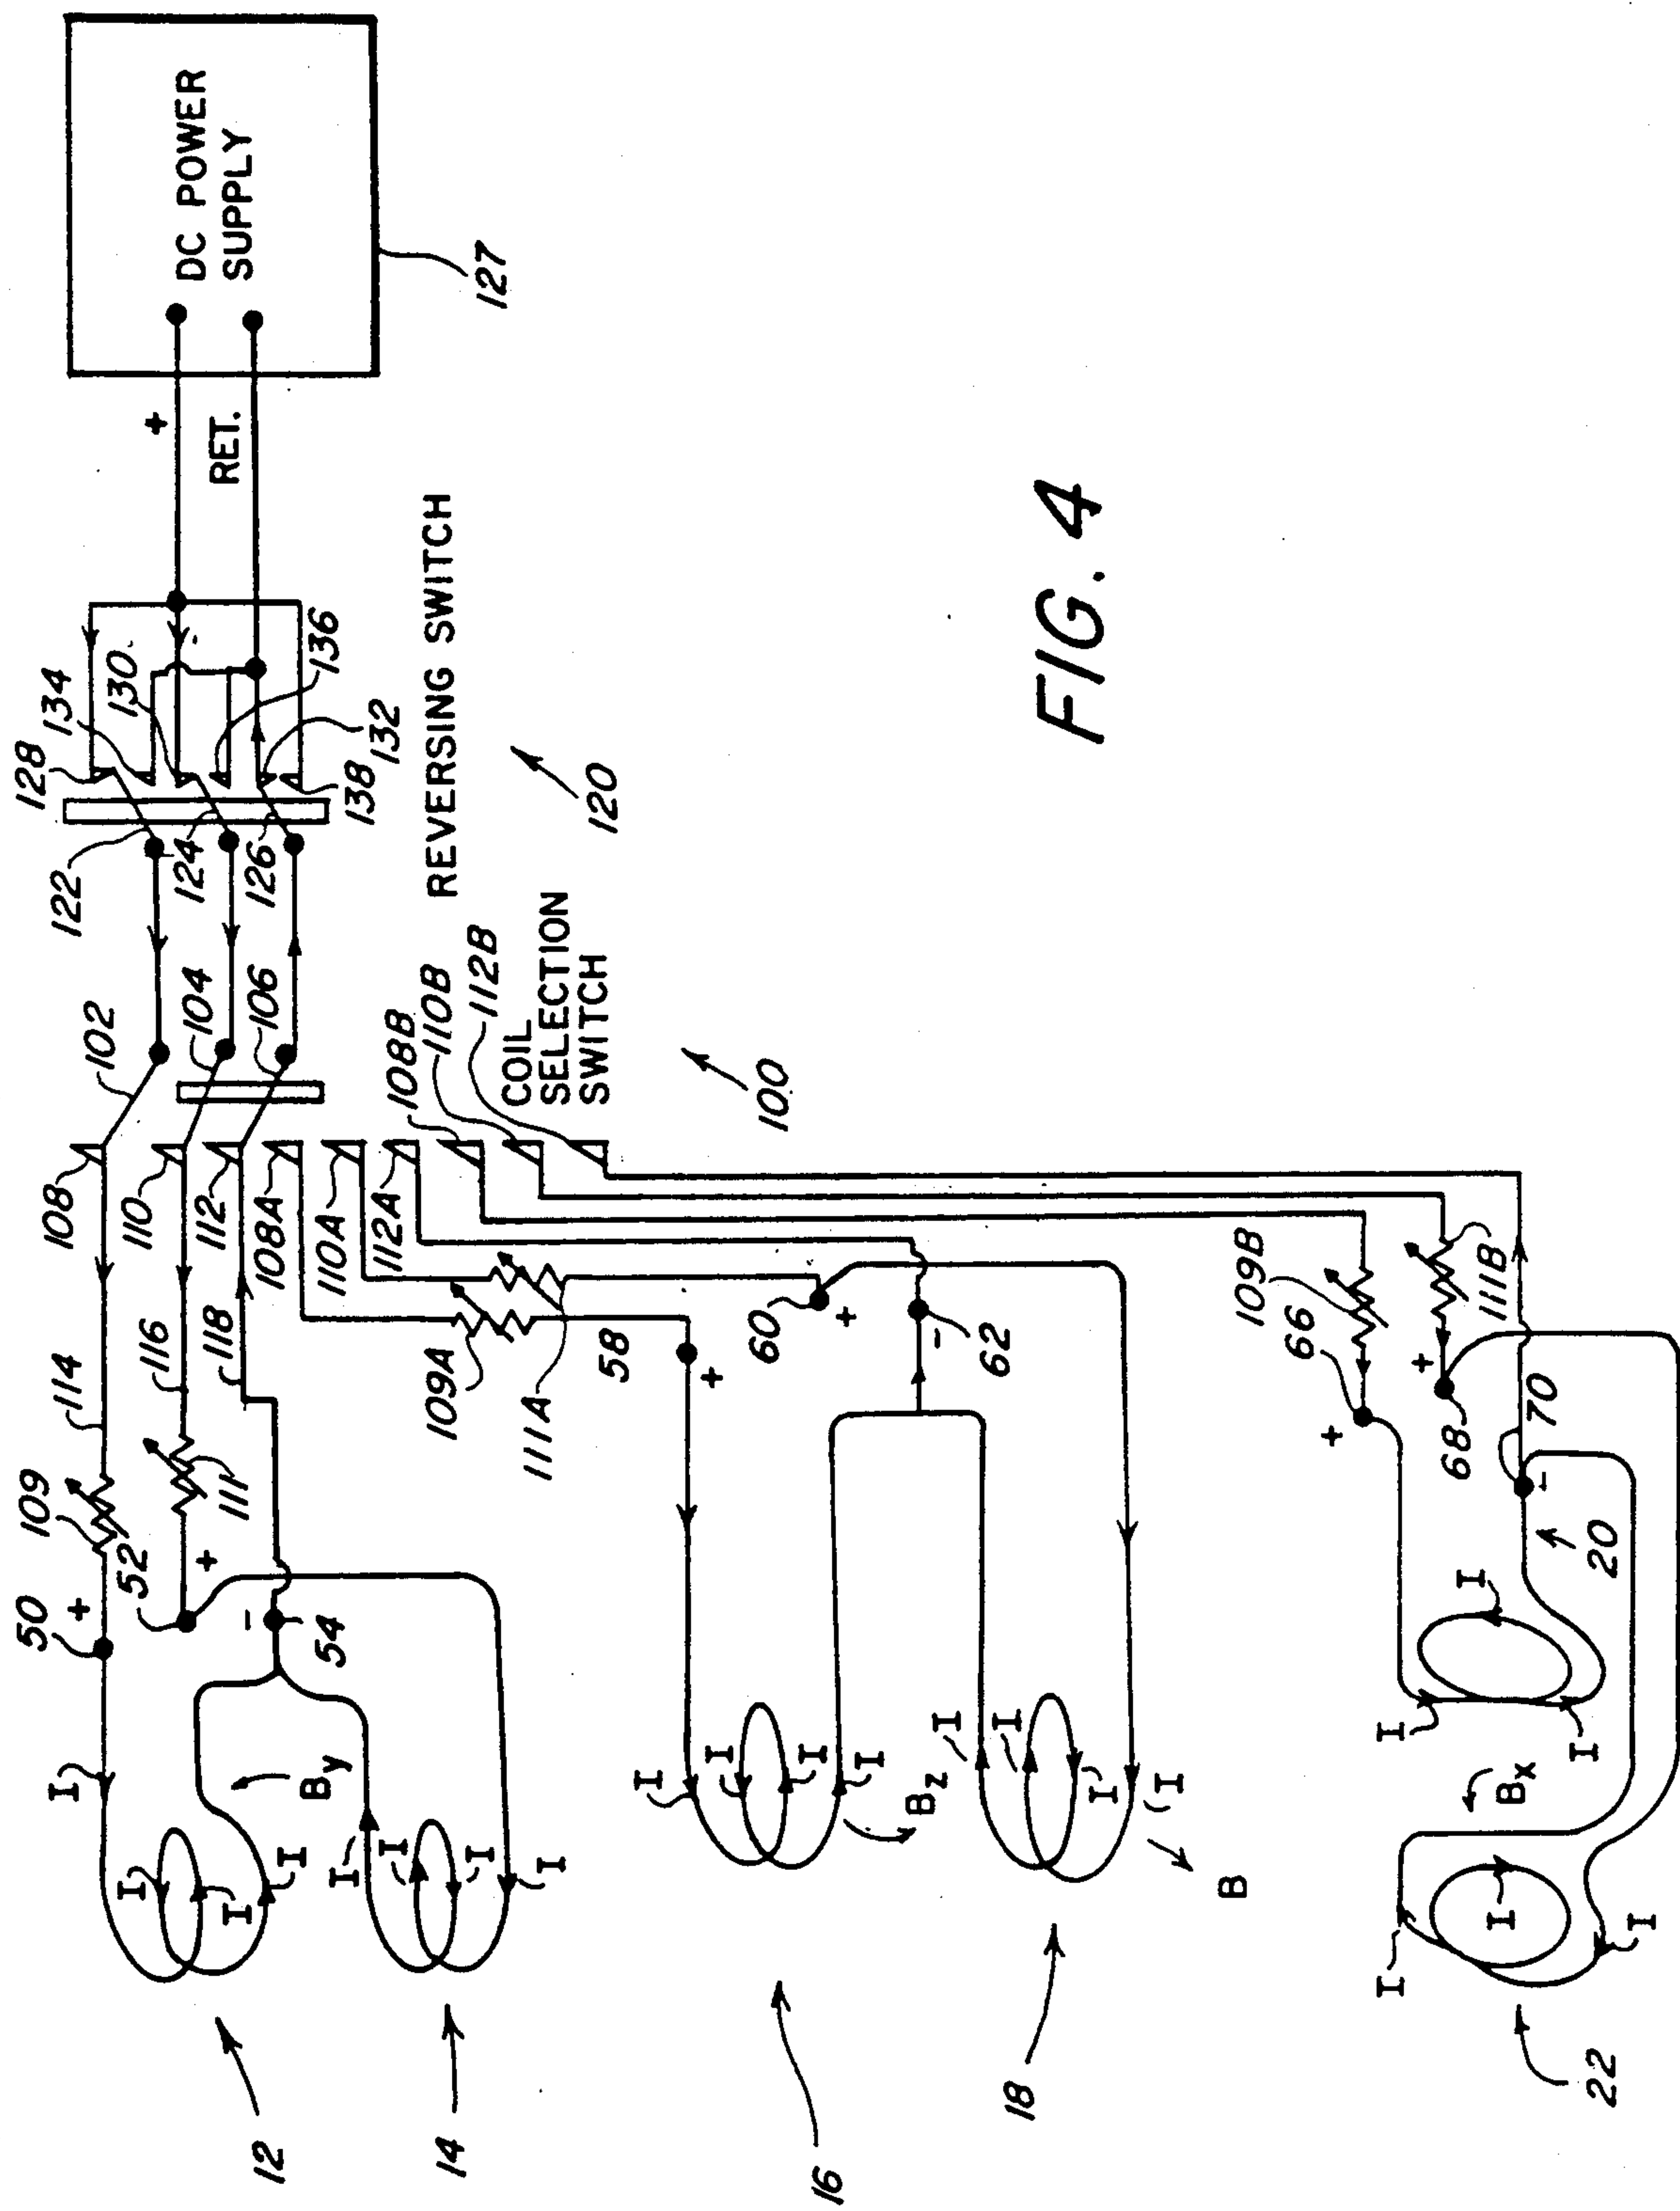 DC POWER
SUPPLY
127
+
RET.
128
134
130
136
132
138
122
124
126
REVERSING SWITCH
120
102
104
106
108
110
112
108A
110A
112A
108B
110B
112B
COIL
SELECTION
SWITCH
100
114
116
118
109
111
109A
111A
109B
111B
50
+
52
+
54
-
58
+
60
+
62
-
66
+
68
+
70
-
20
I
I
I
I
By
I
I
I
I
I
I
I
I
Bz
I
I
I
I
B
I
I
I
Bx
I
I
I
12
14
16
18
22
FIG. 4